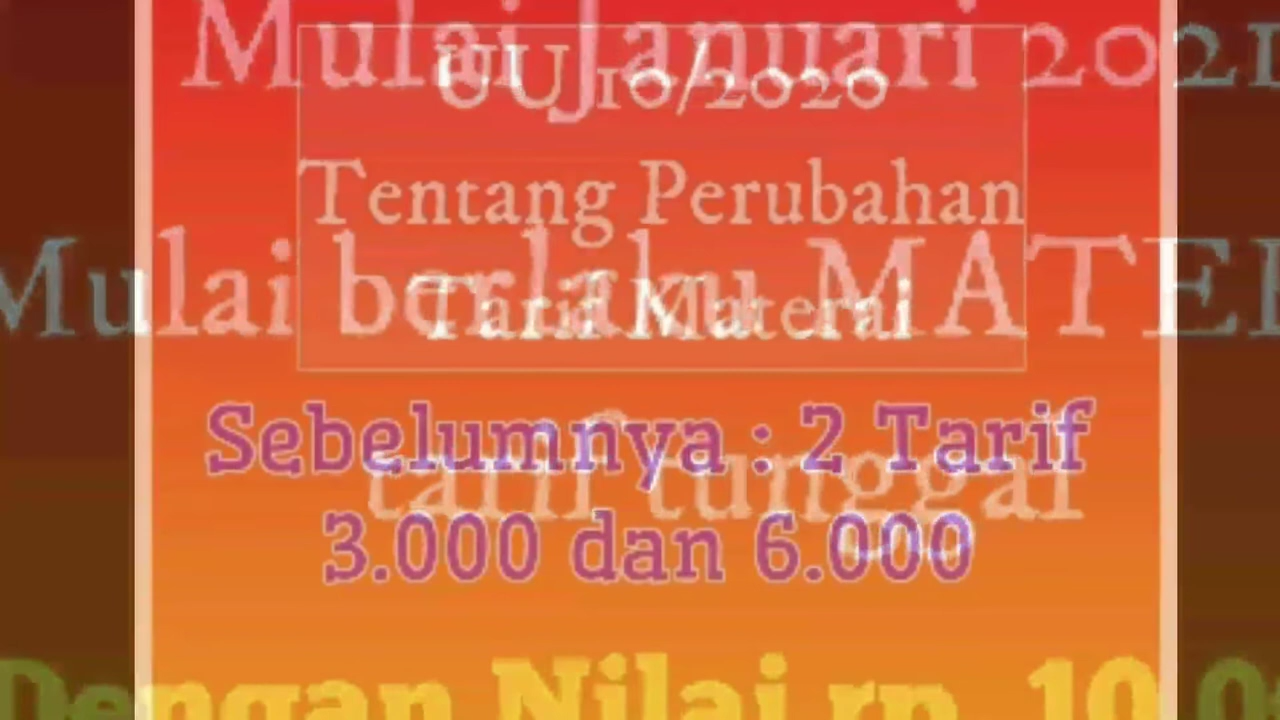 Mulai Januari 2021
UU 10/2020
Tentang Perubahan
Mulai berlaku MATE
Tarif Materai
Sebelumnya : 2 Tarif
tarif tunggal
3.000 dan 6.000
Dengan Nilai rp. 10.0